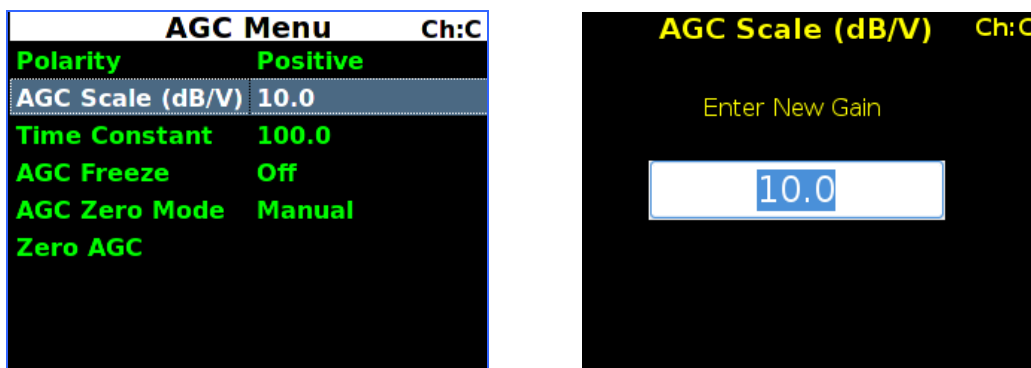 AGC Menu Ch:C
Polarity Positive
AGC Scale (dB/V) 10.0
Time Constant 100.0
AGC Freeze Off
AGC Zero Mode Manual
Zero AGC
AGC Scale (dB/V) Ch:C
Enter New Gain
10.0